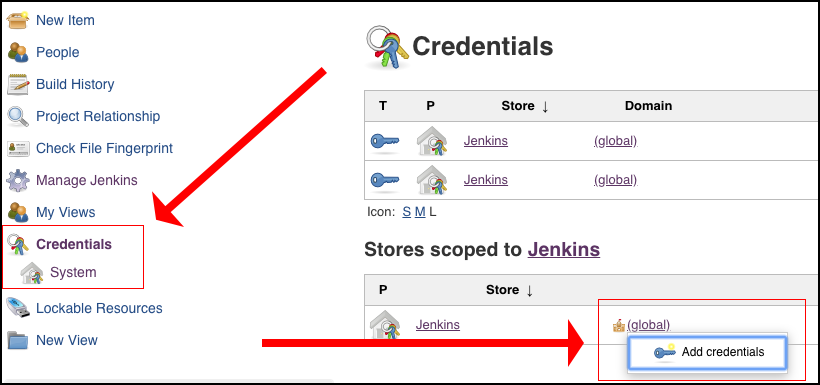 New Item
People
Build History
Project Relationship
Check File Fingerprint
Manage Jenkins
My Views
Credentials
System
Lockable Resources
New View
Credentials
T P Store ↓ Domain
Jenkins (global)
Jenkins (global)
Icon: S M L
Stores scoped to Jenkins
P Store ↓
Jenkins (global)
Add credentials